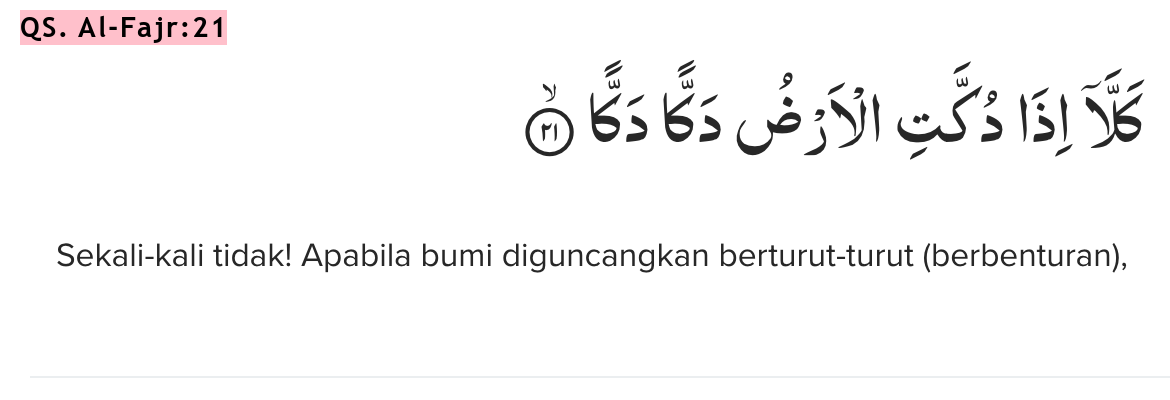 QS. Al-Fajr:21
كَلَّآ اِذَا دُكَّتِ الْاَرْضُ دَكًّا دَكًّاۙ ٢١
Sekali-kali tidak! Apabila bumi diguncangkan berturut-turut (berbenturan),